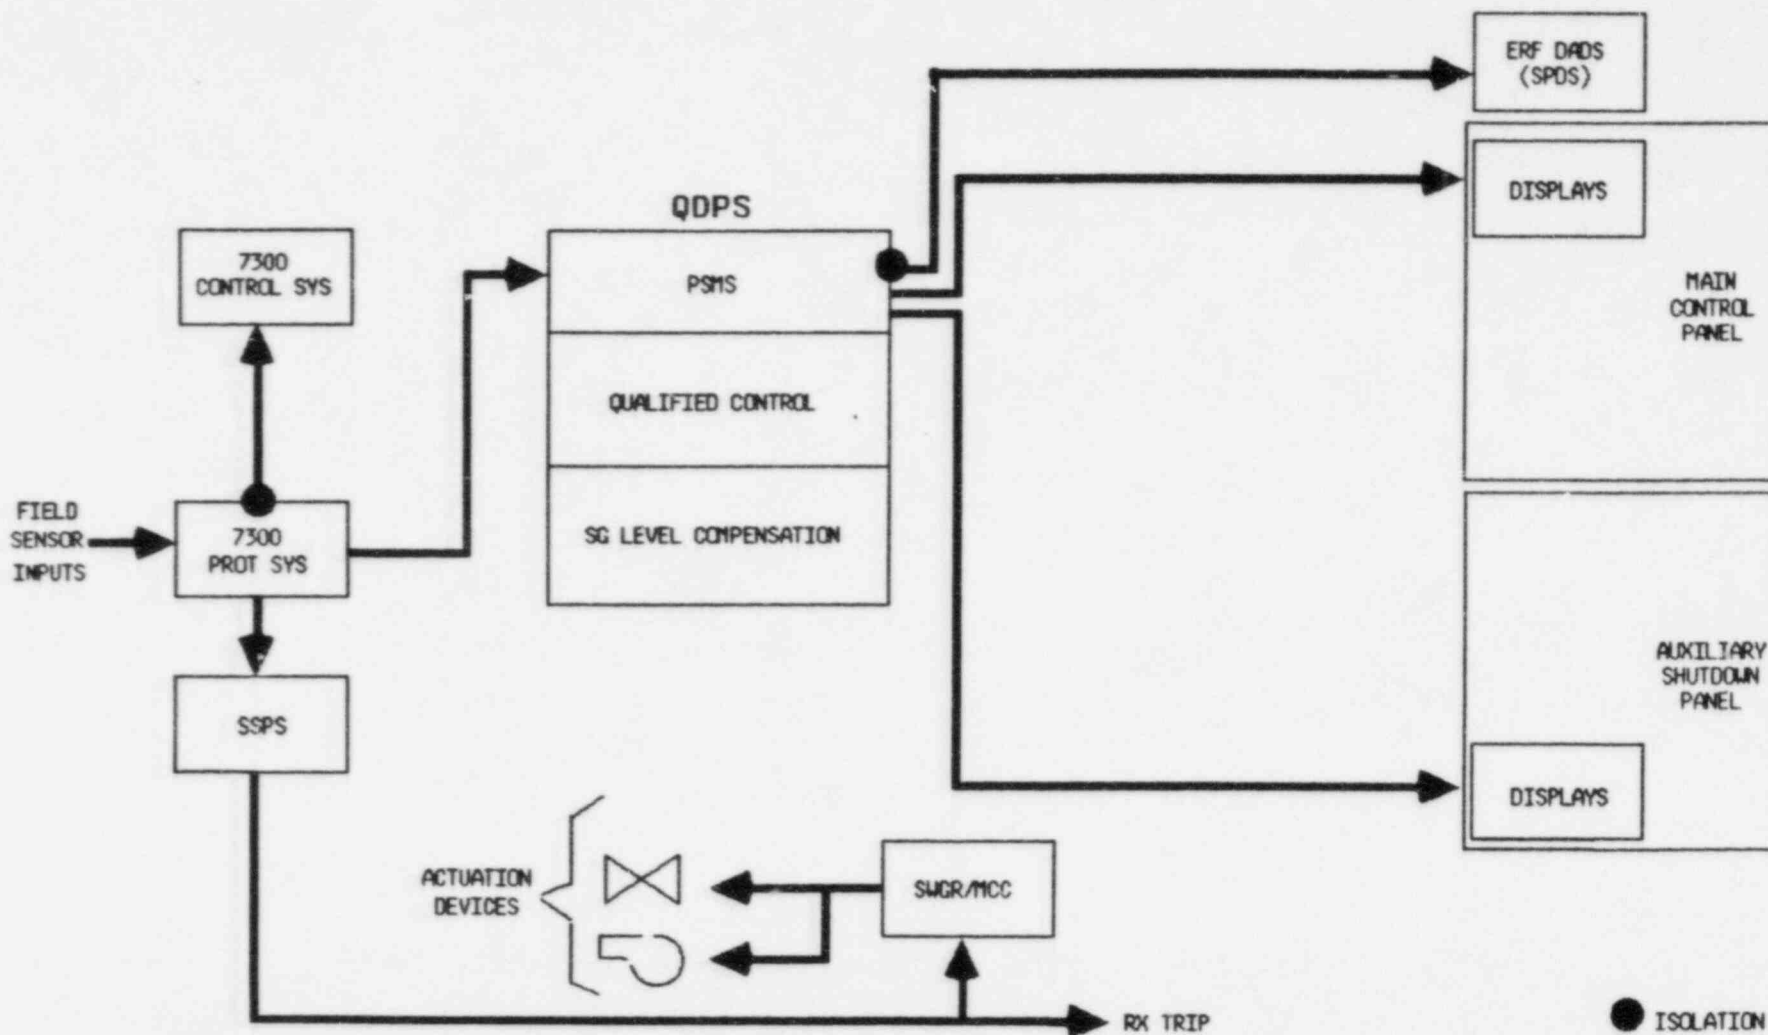 ERF DADS
(SPDS)
DISPLAYS
MAIN
CONTROL
PANEL
QDPS
PSMS
QUALIFIED CONTROL
SG LEVEL COMPENSATION
7300
CONTROL SYS
FIELD
SENSOR
INPUTS
7300
PROT SYS
SSPS
AUXILIARY
SHUTDOWN
PANEL
DISPLAYS
ACTUATION
DEVICES
SWGR/MCC
RX TRIP
ISOLATION